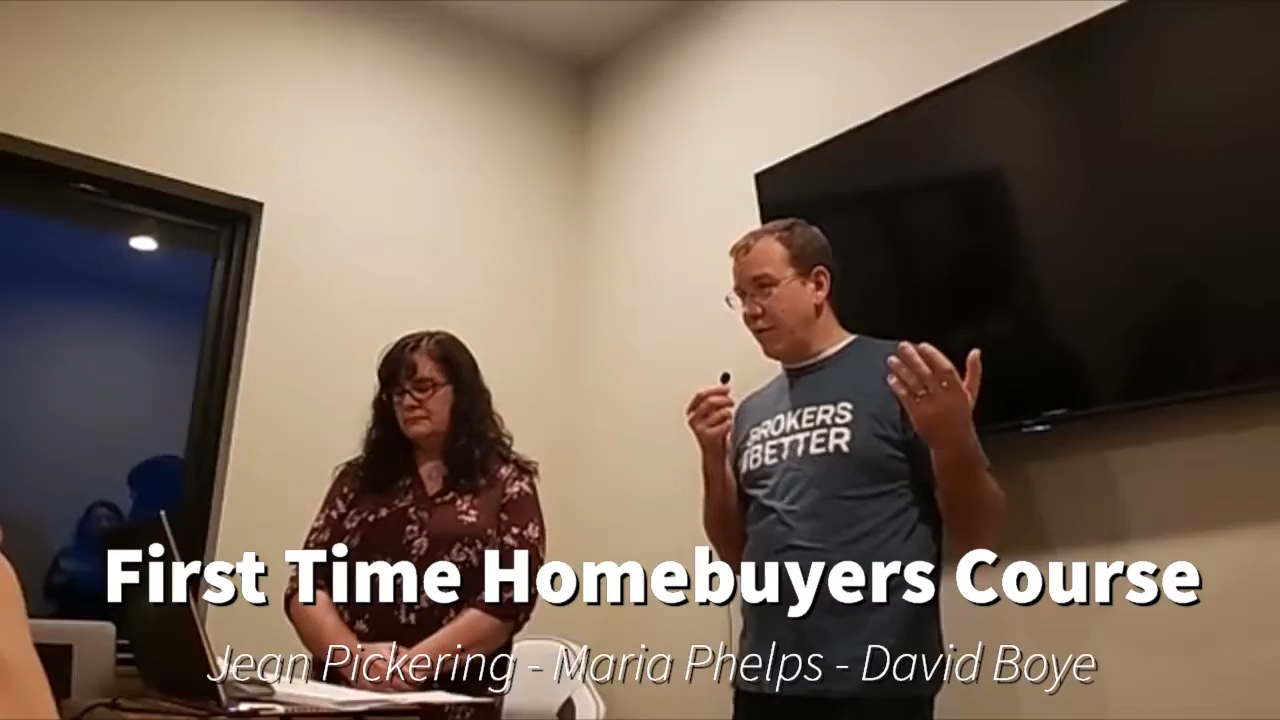 BROKERS
BETTER
First Time Homebuyers Course
Jean Pickering - Maria Phelps - David Boye